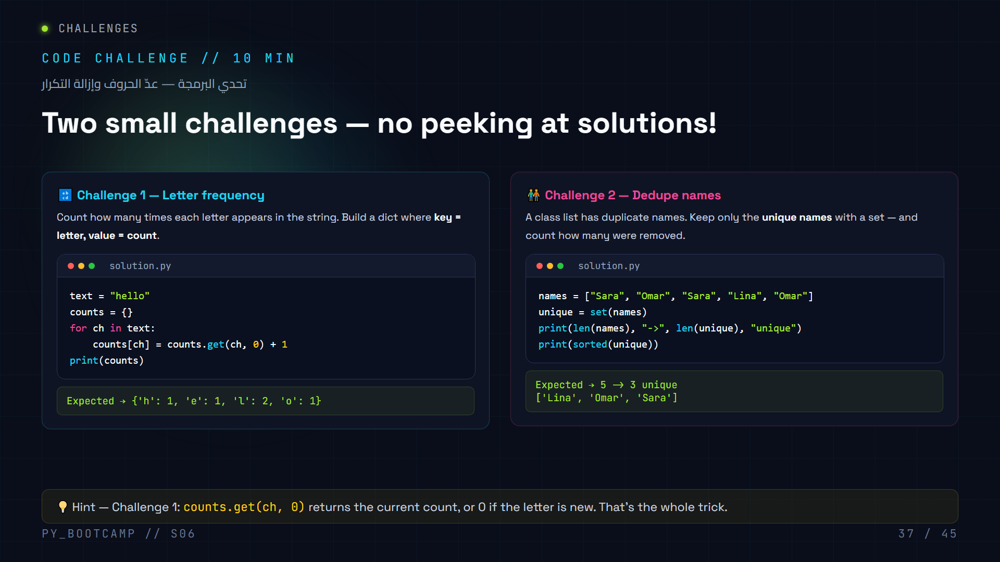 CHALLENGES
CODE CHALLENGE // 10 MIN
تحدي البرمجة — عدّ الحروف وإزالة التكرار
Two small challenges — no peeking at solutions!
Challenge 1 — Letter frequency
Count how many times each letter appears in the string. Build a dict where key =
letter, value = count.
solution.py
text = "hello"
counts = {}
for ch in text:
    counts[ch] = counts.get(ch, 0) + 1
print(counts)
Expected → {'h': 1, 'e': 1, 'l': 2, 'o': 1}
Challenge 2 — Dedupe names
A class list has duplicate names. Keep only the unique names with a set — and
count how many were removed.
solution.py
names = ["Sara", "Omar", "Sara", "Lina", "Omar"]
unique = set(names)
print(len(names), "->", len(unique), "unique")
print(sorted(unique))
Expected → 5 -> 3 unique
['Lina', 'Omar', 'Sara']
💡 Hint — Challenge 1: counts.get(ch, 0) returns the current count, or 0 if the letter is new. That's the whole trick.
PY_BOOTCAMP // S06
37 / 45